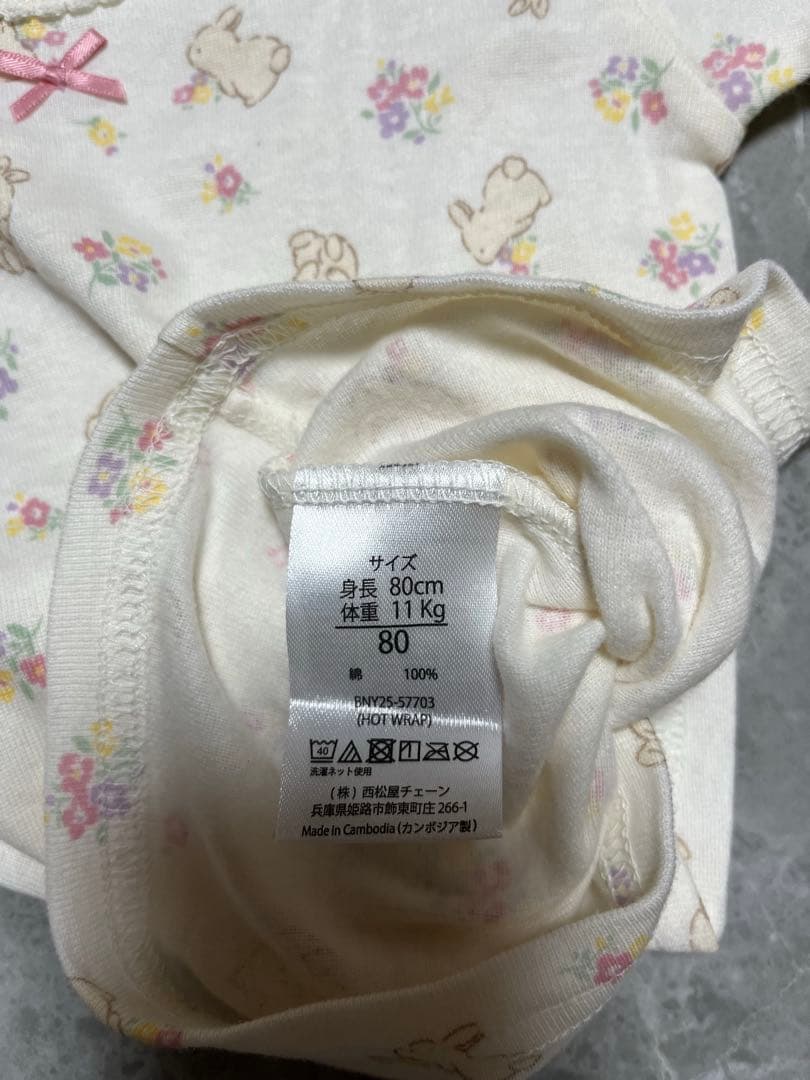 サイズ
身長 80cm
体重 11Kg
80
綿 100%
BNY25-57703
(HOT WRAP)
40
洗濯ネット使用
(株) 西松屋チェーン
兵庫県姫路市飾東町庄 266-1
Made in Cambodia (カンボジア製)